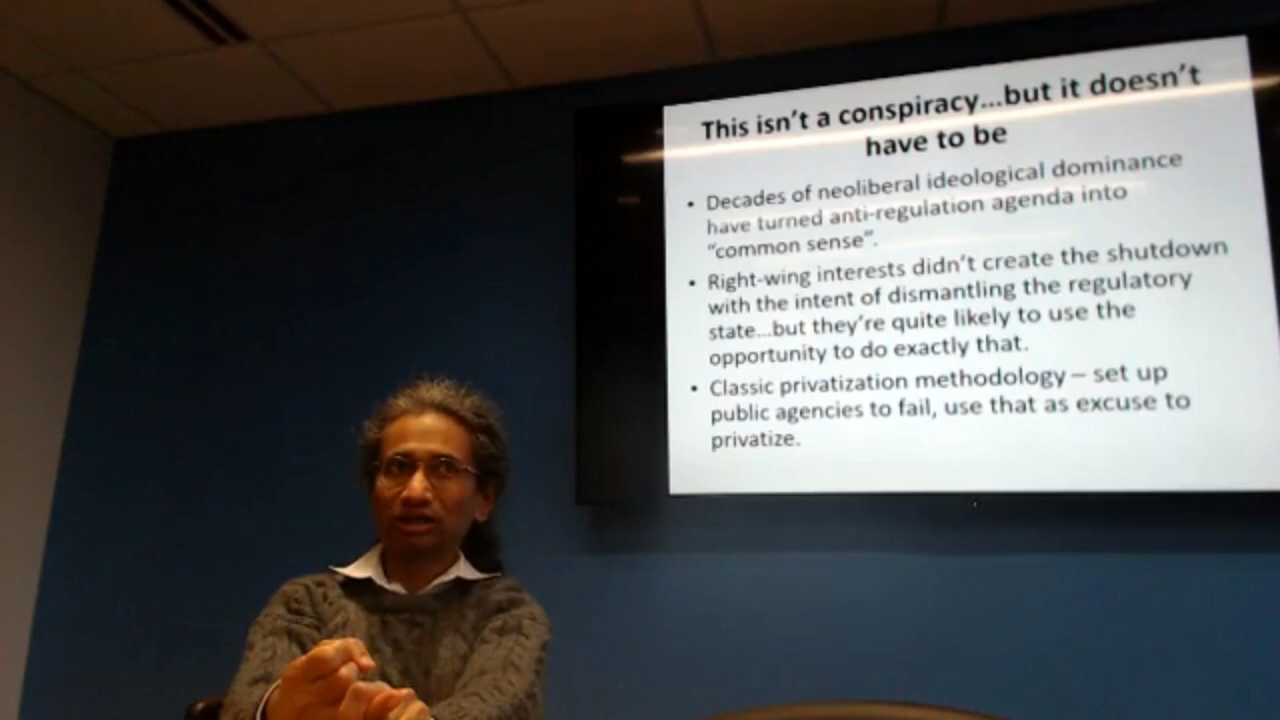 This isn't a conspiracy...but it doesn't
have to be
• Decades of neoliberal ideological dominance
have turned anti-regulation agenda into
"common sense".
• Right-wing interests didn't create the shutdown
with the intent of dismantling the regulatory
state...but they're quite likely to use the
opportunity to do exactly that.
• Classic privatization methodology – set up
public agencies to fail, use that as excuse to
privatize.